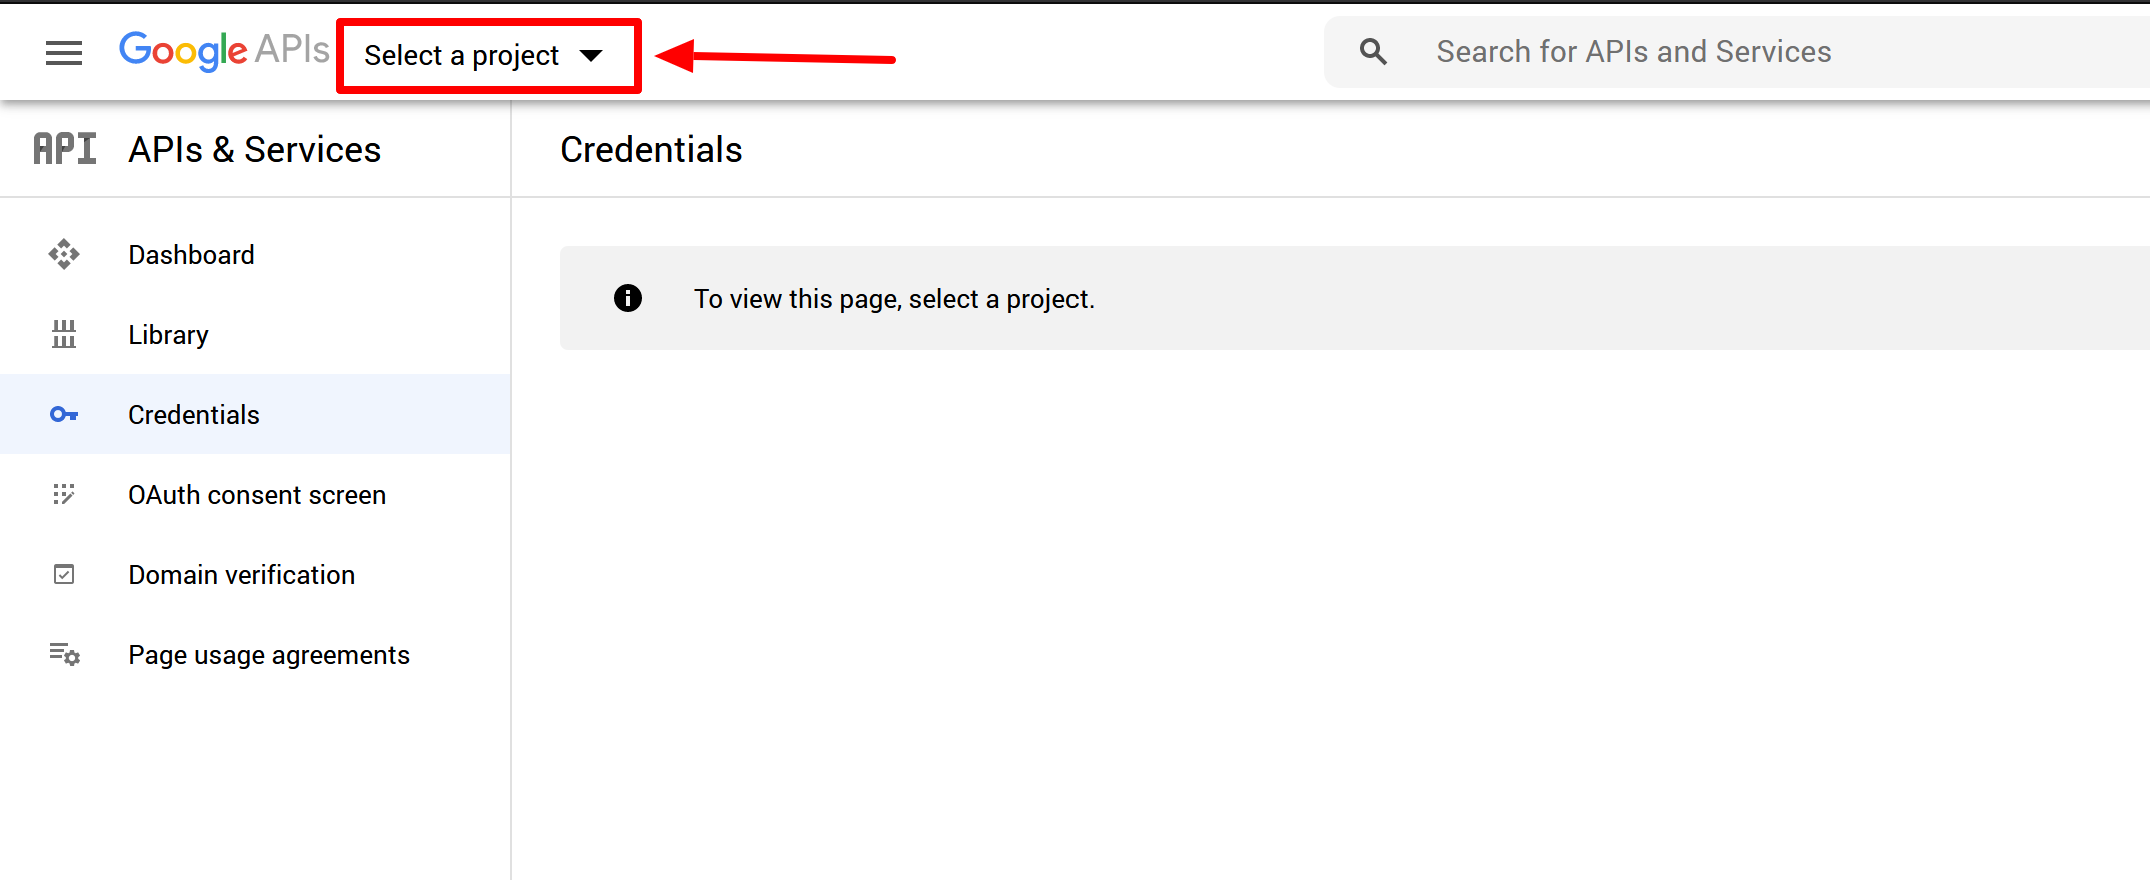 Google APIs Select a project
Search for APIs and Services
API APIs & Services
Credentials
Dashboard
Library
Credentials
OAuth consent screen
Domain verification
Page usage agreements
To view this page, select a project.